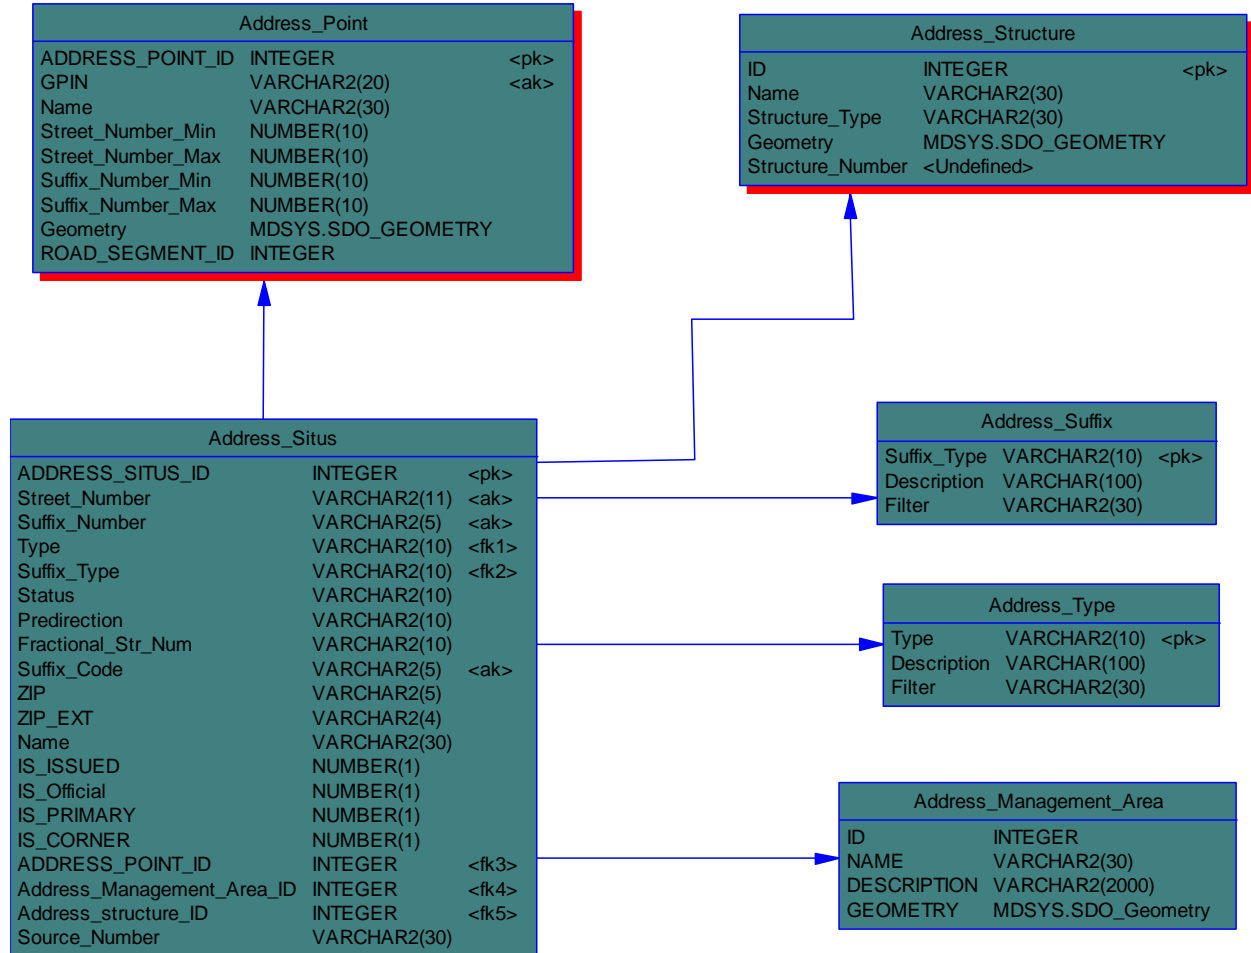 Address_Point
ADDRESS_POINT_ID INTEGER <pk>
GPIN VARCHAR2(20) <ak>
Name VARCHAR2(30)
Street_Number_Min NUMBER(10)
Street_Number_Max NUMBER(10)
Suffix_Number_Min NUMBER(10)
Suffix_Number_Max NUMBER(10)
Geometry MDSYS.SDO_GEOMETRY
ROAD_SEGMENT_ID INTEGER
Address_Structure
ID INTEGER <pk>
Name VARCHAR2(30)
Structure_Type VARCHAR2(30)
Geometry MDSYS.SDO_GEOMETRY
Structure_Number <Undefined>
Address_Situs
ADDRESS_SITUS_ID INTEGER <pk>
Street_Number VARCHAR2(11) <ak>
Suffix_Number VARCHAR2(5) <ak>
Type VARCHAR2(10) <fk1>
Suffix_Type VARCHAR2(10) <fk2>
Status VARCHAR2(10)
Predirection VARCHAR2(10)
Fractional_Str_Num VARCHAR2(10)
Suffix_Code VARCHAR2(5) <ak>
ZIP VARCHAR2(5)
ZIP_EXT VARCHAR2(4)
Name VARCHAR2(30)
IS_ISSUED NUMBER(1)
IS_Official NUMBER(1)
IS_PRIMARY NUMBER(1)
IS_CORNER NUMBER(1)
ADDRESS_POINT_ID INTEGER <fk3>
Address_Management_Area_ID INTEGER <fk4>
Address_structure_ID INTEGER <fk5>
Source_Number VARCHAR2(30)
Address_Suffix
Suffix_Type VARCHAR2(10) <pk>
Description VARCHAR(100)
Filter VARCHAR2(30)
Address_Type
Type VARCHAR2(10) <pk>
Description VARCHAR(100)
Filter VARCHAR2(30)
Address_Management_Area
ID INTEGER
NAME VARCHAR2(30)
DESCRIPTION VARCHAR2(2000)
GEOMETRY MDSYS.SDO_Geometry